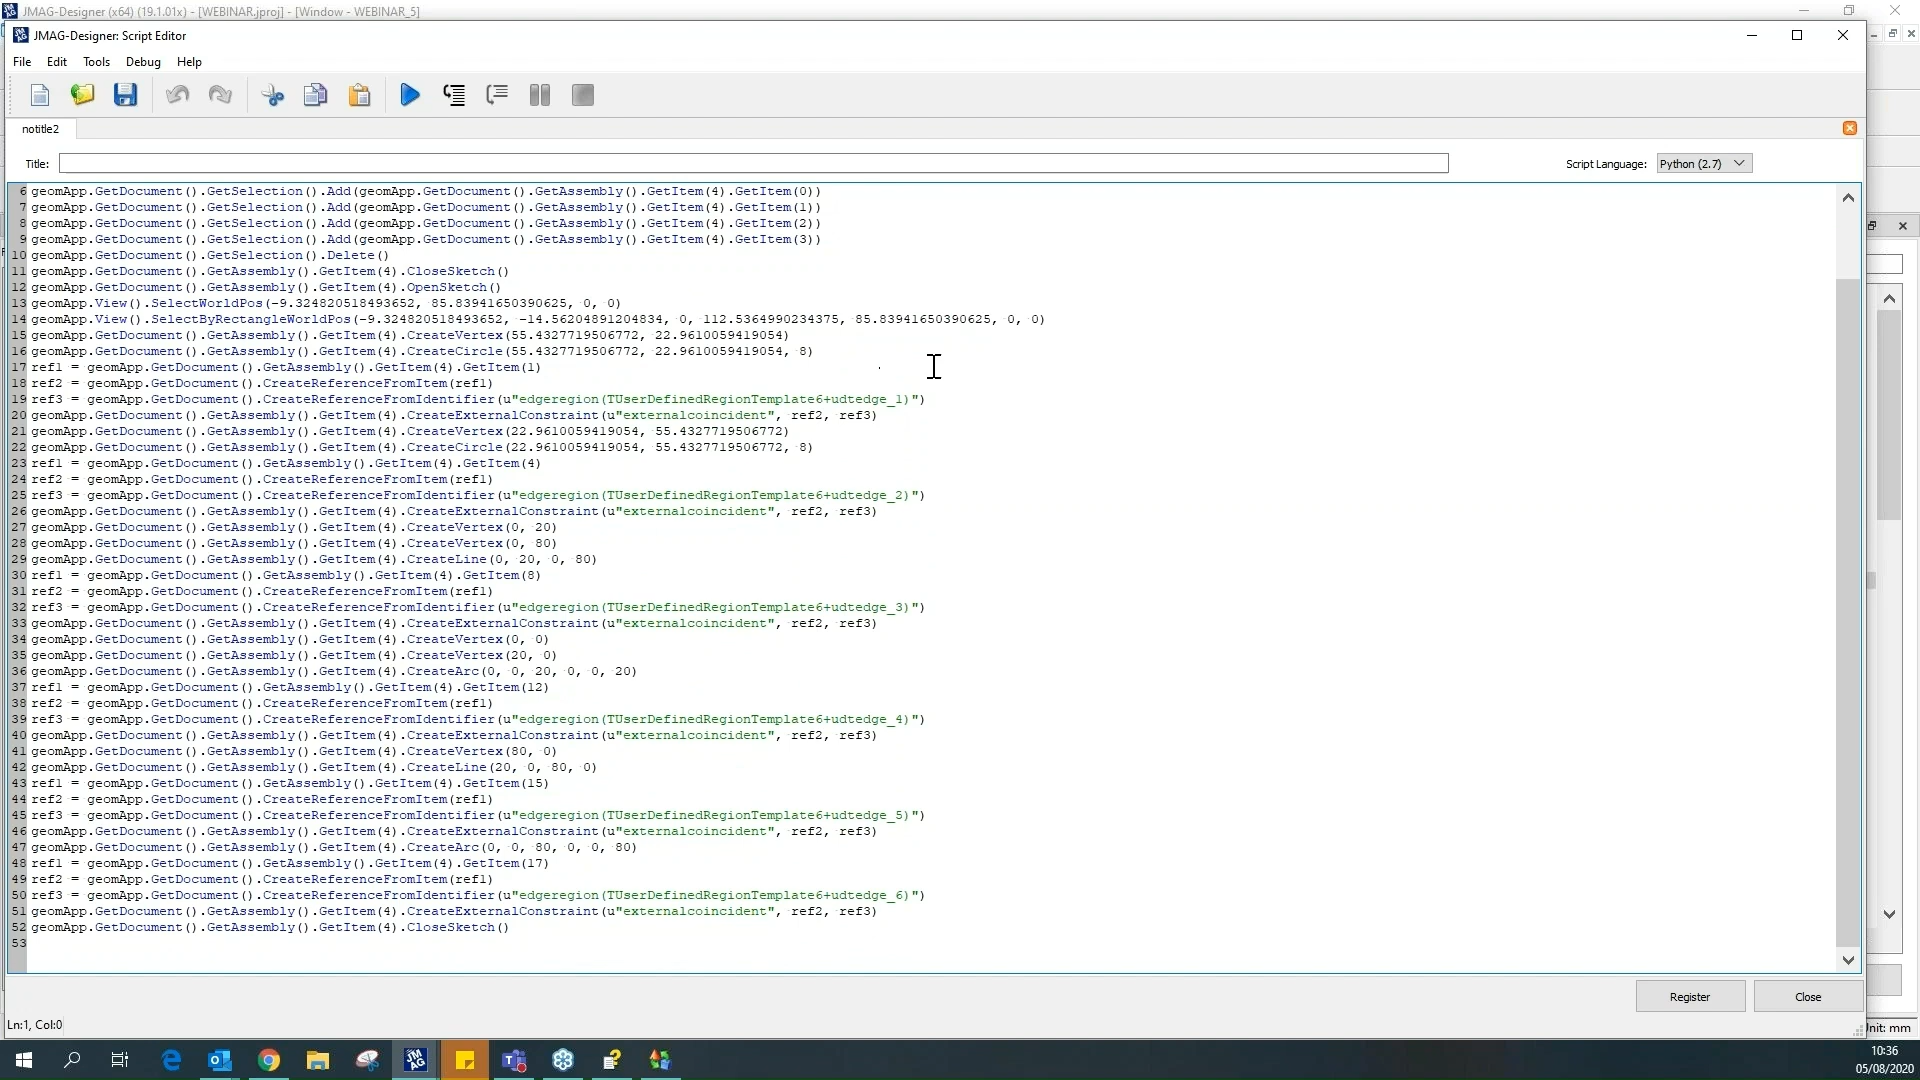 JMAG-Designer (x64) (19.1.01x) - [WEBINAR.jproj] - [Window - WEBINAR_5]
JMAG-Designer: Script Editor
File Edit Tools Debug Help
notitle2
Title:
Script Language: Python (2.7)
6 geomApp.GetDocument().GetSelection().Add(geomApp.GetDocument().GetAssembly().GetItem(4).GetItem(0))
7 geomApp.GetDocument().GetSelection().Add(geomApp.GetDocument().GetAssembly().GetItem(4).GetItem(1))
8 geomApp.GetDocument().GetSelection().Add(geomApp.GetDocument().GetAssembly().GetItem(4).GetItem(2))
9 geomApp.GetDocument().GetSelection().Add(geomApp.GetDocument().GetAssembly().GetItem(4).GetItem(3))
10 geomApp.GetDocument().GetSelection().Delete()
11 geomApp.GetDocument().GetAssembly().GetItem(4).CloseSketch()
12 geomApp.GetDocument().GetAssembly().GetItem(4).OpenSketch()
13 geomApp.View().SelectWorldPos(-9.324820518493652, 85.83941650390625, 0, 0)
14 geomApp.View().SelectByRectangleWorldPos(-9.324820518493652, -14.56204891204834, 0, 112.5364990234375, 85.83941650390625, 0, 0)
15 geomApp.GetDocument().GetAssembly().GetItem(4).CreateVertex(55.4327719506772, 22.9610059419054)
16 geomApp.GetDocument().GetAssembly().GetItem(4).CreateCircle(55.4327719506772, 22.9610059419054, 8)
17 ref1 = geomApp.GetDocument().GetAssembly().GetItem(4).GetItem(1)
18 ref2 = geomApp.GetDocument().CreateReferenceFromItem(ref1)
19 ref3 = geomApp.GetDocument().CreateReferenceFromIdentifier(u"edgeregion(TUserDefinedRegionTemplate6+udtedge_1)")
20 geomApp.GetDocument().GetAssembly().GetItem(4).CreateExternalConstraint(u"externalcoincident", ref2, ref3)
21 geomApp.GetDocument().GetAssembly().GetItem(4).CreateVertex(22.9610059419054, 55.4327719506772)
22 geomApp.GetDocument().GetAssembly().GetItem(4).CreateCircle(22.9610059419054, 55.4327719506772, 8)
23 ref1 = geomApp.GetDocument().GetAssembly().GetItem(4).GetItem(4)
24 ref2 = geomApp.GetDocument().CreateReferenceFromItem(ref1)
25 ref3 = geomApp.GetDocument().CreateReferenceFromIdentifier(u"edgeregion(TUserDefinedRegionTemplate6+udtedge_2)")
26 geomApp.GetDocument().GetAssembly().GetItem(4).CreateExternalConstraint(u"externalcoincident", ref2, ref3)
27 geomApp.GetDocument().GetAssembly().GetItem(4).CreateVertex(0, 20)
28 geomApp.GetDocument().GetAssembly().GetItem(4).CreateVertex(0, 80)
29 geomApp.GetDocument().GetAssembly().GetItem(4).CreateLine(0, 20, 0, 80)
30 ref1 = geomApp.GetDocument().GetAssembly().GetItem(4).GetItem(8)
31 ref2 = geomApp.GetDocument().CreateReferenceFromItem(ref1)
32 ref3 = geomApp.GetDocument().CreateReferenceFromIdentifier(u"edgeregion(TUserDefinedRegionTemplate6+udtedge_3)")
33 geomApp.GetDocument().GetAssembly().GetItem(4).CreateExternalConstraint(u"externalcoincident", ref2, ref3)
34 geomApp.GetDocument().GetAssembly().GetItem(4).CreateVertex(0, 0)
35 geomApp.GetDocument().GetAssembly().GetItem(4).CreateVertex(20, 0)
36 geomApp.GetDocument().GetAssembly().GetItem(4).CreateArc(0, 0, 20, 0, 0, 20)
37 ref1 = geomApp.GetDocument().GetAssembly().GetItem(4).GetItem(12)
38 ref2 = geomApp.GetDocument().CreateReferenceFromItem(ref1)
39 ref3 = geomApp.GetDocument().CreateReferenceFromIdentifier(u"edgeregion(TUserDefinedRegionTemplate6+udtedge_4)")
40 geomApp.GetDocument().GetAssembly().GetItem(4).CreateExternalConstraint(u"externalcoincident", ref2, ref3)
41 geomApp.GetDocument().GetAssembly().GetItem(4).CreateVertex(80, 0)
42 geomApp.GetDocument().GetAssembly().GetItem(4).CreateLine(20, 0, 80, 0)
43 ref1 = geomApp.GetDocument().GetAssembly().GetItem(4).GetItem(15)
44 ref2 = geomApp.GetDocument().CreateReferenceFromItem(ref1)
45 ref3 = geomApp.GetDocument().CreateReferenceFromIdentifier(u"edgeregion(TUserDefinedRegionTemplate6+udtedge_5)")
46 geomApp.GetDocument().GetAssembly().GetItem(4).CreateExternalConstraint(u"externalcoincident", ref2, ref3)
47 geomApp.GetDocument().GetAssembly().GetItem(4).CreateArc(0, 0, 80, 0, 0, 80)
48 ref1 = geomApp.GetDocument().GetAssembly().GetItem(4).GetItem(17)
49 ref2 = geomApp.GetDocument().CreateReferenceFromItem(ref1)
50 ref3 = geomApp.GetDocument().CreateReferenceFromIdentifier(u"edgeregion(TUserDefinedRegionTemplate6+udtedge_6)")
51 geomApp.GetDocument().GetAssembly().GetItem(4).CreateExternalConstraint(u"externalcoincident", ref2, ref3)
52 geomApp.GetDocument().GetAssembly().GetItem(4).CloseSketch()
53
Register Close
Ln:1, Col:0
Unit: mm
10:36
05/08/2020